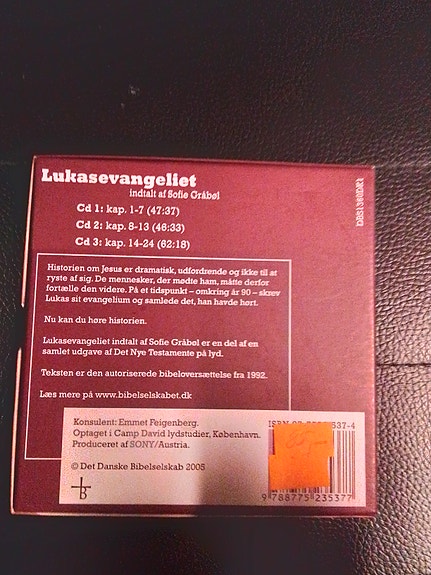 Lukasevangeliet
indtalt af Sofie Gråbøl
Cd 1: kap. 1-7 (47:37)
Cd 2: kap. 8-13 (46:33)
Cd 3: kap. 14-24 (62:18)
Historien om Jesus er dramatisk, udfordrende og ikke til at
ryste af sig. De mennesker, der mødte ham, måtte derfor
fortælle den videre. På et tidspunkt – omkring år 90 – skrev
Lukas sit evangelium og samlede det, han havde hørt.
Nu kan du høre historien.
Lukasevangeliet indtalt af Sofie Gråbøl er en del af en
samlet udgave af Det Nye Testamente på lyd.
Teksten er den autoriserede bibeloversættelse fra 1992.
Læs mere på www.bibelselskabet.dk
Konsulent: Emmet Feigenberg.
Optaget i Camp David lydstudier, København.
Produceret af SONY/Austria.
© Det Danske Bibelselskab 2005
B
ISBN 537-4
9 788775 235377